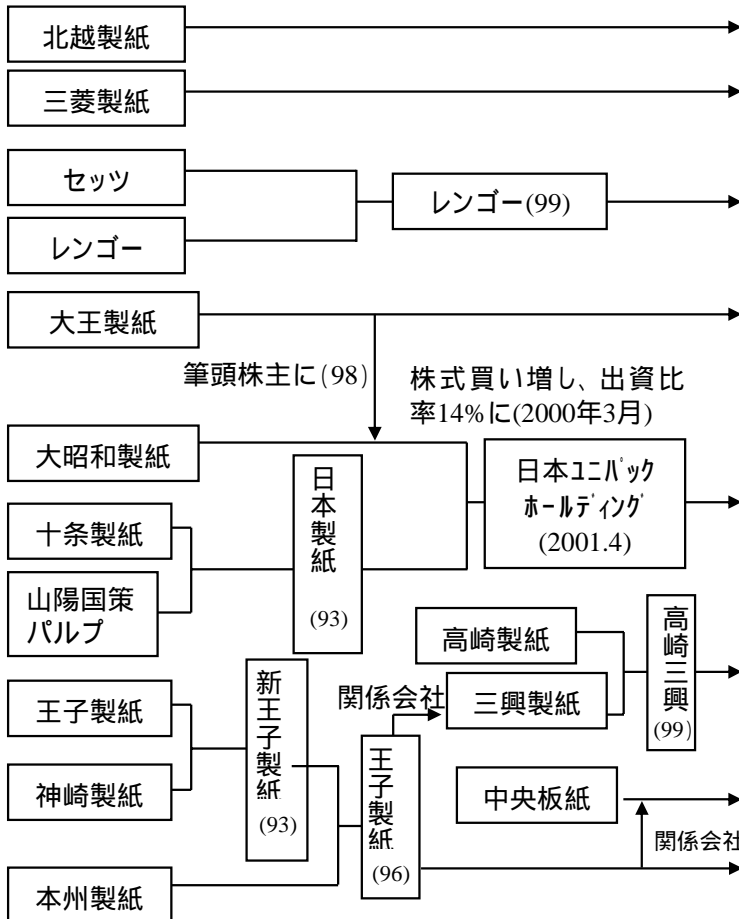 北越製紙
三菱製紙
セッツ
レンゴー(99)
レンゴー
大王製紙
筆頭株主に(98)
株式買い増し、出資比
率14%に(2000年3月)
大昭和製紙
日本製紙
(93)
日本ﾕﾆﾊﾟｯｸ
ﾎｰﾙﾃﾞｨﾝｸﾞ
(2001.4)
十条製紙
山陽国策
パルプ
高崎製紙
高崎三興
(99)
関係会社
三興製紙
王子製紙
新王子製紙
(93)
王子製紙
(96)
神崎製紙
中央板紙
関係会社
本州製紙